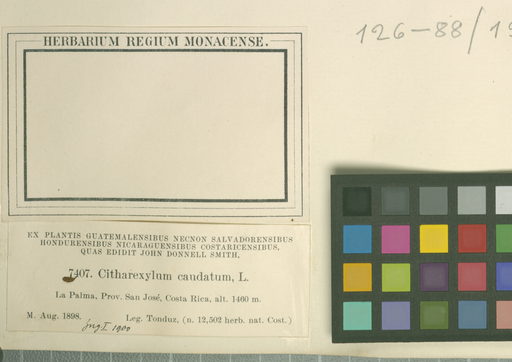 126-88/19
HERBARIUM REGIUM MONACENSE.
EX PLANTIS GUATEMALENSIBUS NECNON SALVADORENSIBUS
HONDURENSIBUS NICARAGUENSIBUS COSTARICENSIBUS,
QUAS EDIDIT JOHN DONNELL SMITH.
7407. Citharexylum caudatum, L.
La Palma, Prov. San José, Costa Rica, alt. 1460 m.
M. Aug. 1898. Leg. Tonduz, (n. 12,502 herb. nat. Cost.)
I 1900